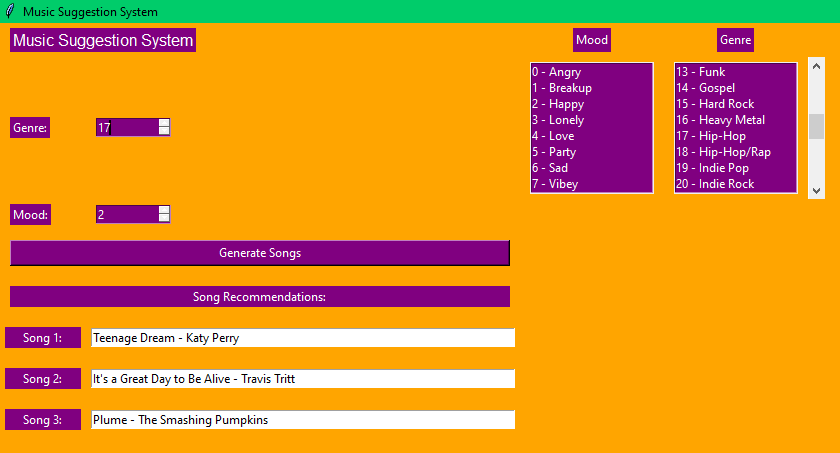 Music Suggestion System
Music Suggestion System
Mood
Genre
0 - Angry
1 - Breakup
2 - Happy
3 - Lonely
4 - Love
5 - Party
6 - Sad
7 - Vibey
13 - Funk
14 - Gospel
15 - Hard Rock
16 - Heavy Metal
17 - Hip-Hop
18 - Hip-Hop/Rap
19 - Indie Pop
20 - Indie Rock
Genre:
17
Mood:
2
Generate Songs
Song Recommendations:
Song 1:
Teenage Dream - Katy Perry
Song 2:
It's a Great Day to Be Alive - Travis Tritt
Song 3:
Plume - The Smashing Pumpkins